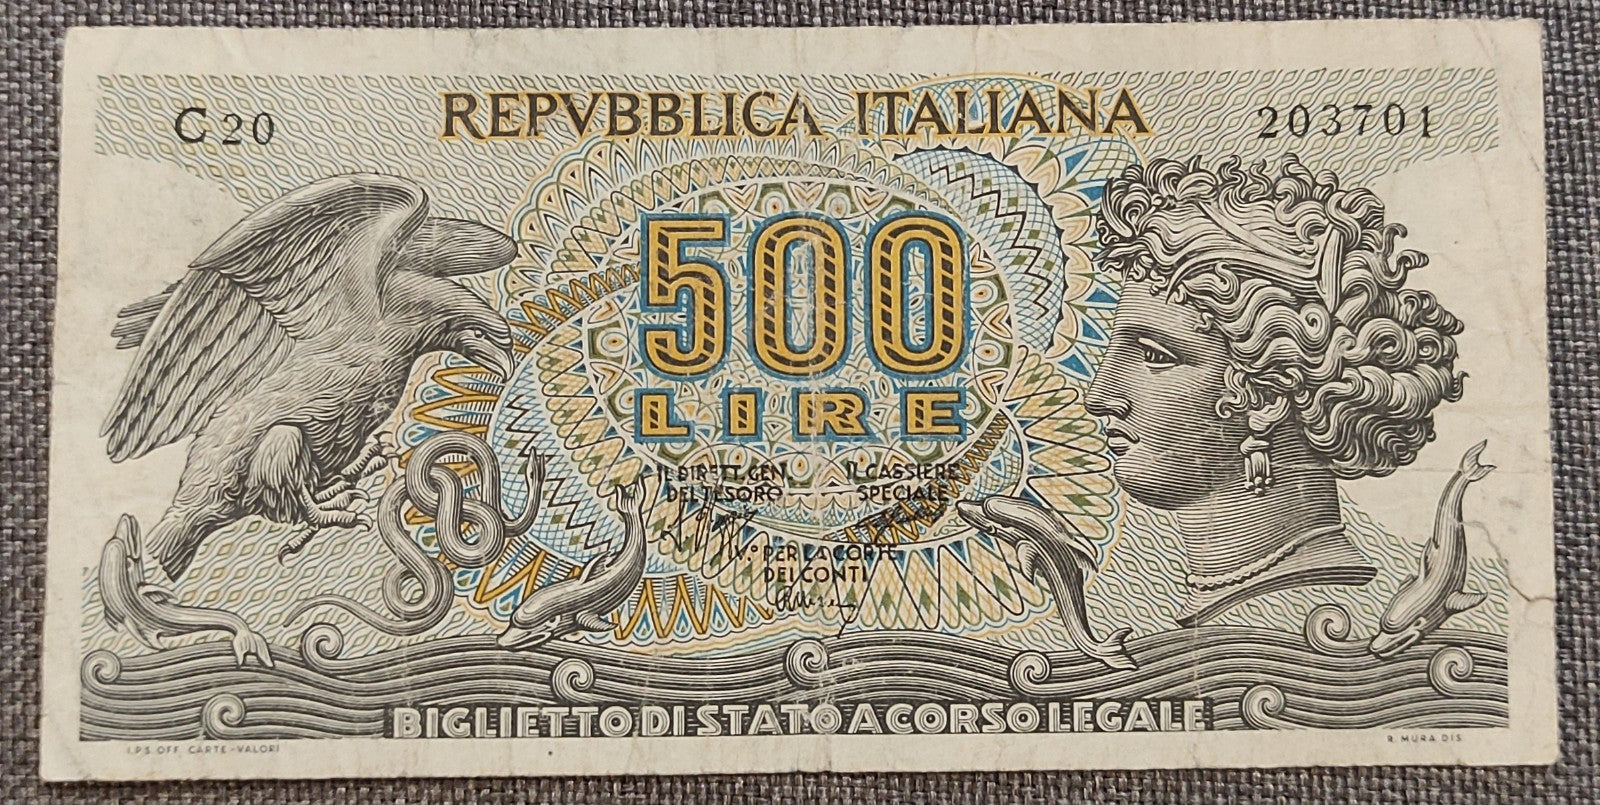 REPVBBLICA ITALIANA
C20
203701
500
LIRE
IL DIRETT. GEN. DEL TESORO
IL CASSIERE SPECIALE
V.° PER LA CORTE
DEI CONTI
BIGLIETTO DI STATO A CORSO LEGALE
I.P.S. OFF. CARTE-VALORI
R. MURA DIS.